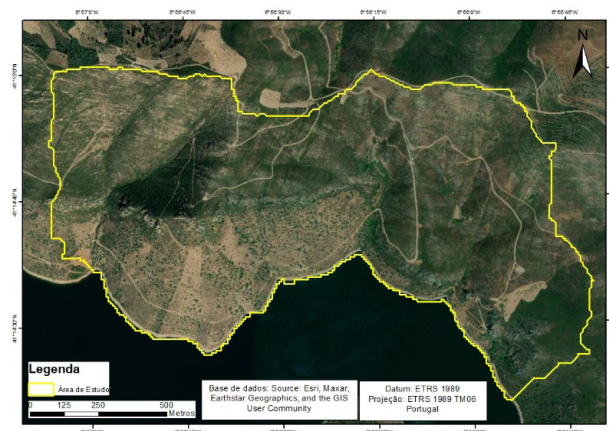 6°57'0"W 6°56'45"W 6°56'30"W 6°56'15"W 6°56'0"W
N
Legenda
Área de Estudo
0 125 250 500
Metros
Base de dados: Source: Esri, Maxar,
Earthstar Geographics, and the GIS
User Community
Datum: ETRS 1989
Projeção: ETRS 1989 TM06
Portugal